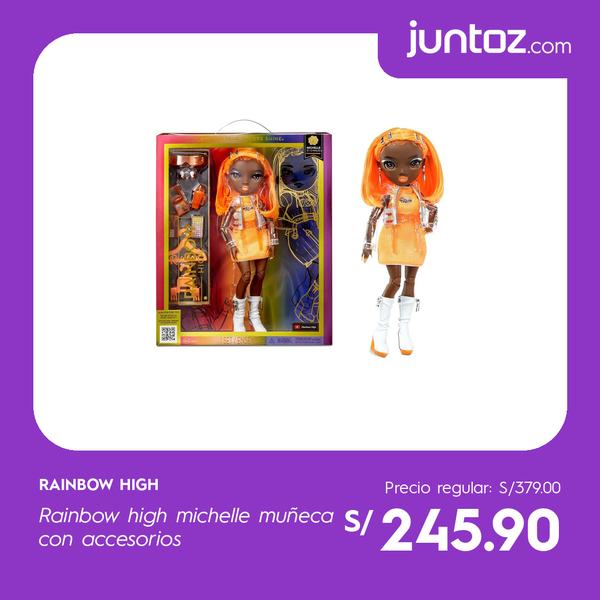 juntoz.com
RAINBOW HIGH
Rainbow high michelle muñeca
con accesorios
Precio regular: S/379.00
S/ 245.90